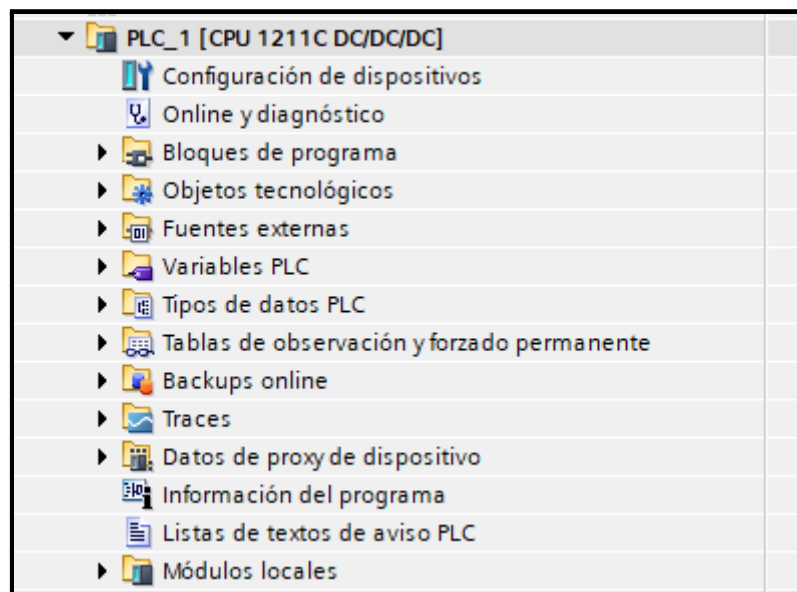 PLC_1 [CPU 1211C DC/DC/DC]
Configuración de dispositivos
Online y diagnóstico
Bloques de programa
Objetos tecnológicos
Fuentes externas
Variables PLC
Tipos de datos PLC
Tablas de observación y forzado permanente
Backups online
Traces
Datos de proxy de dispositivo
Información del programa
Listas de textos de aviso PLC
Módulos locales